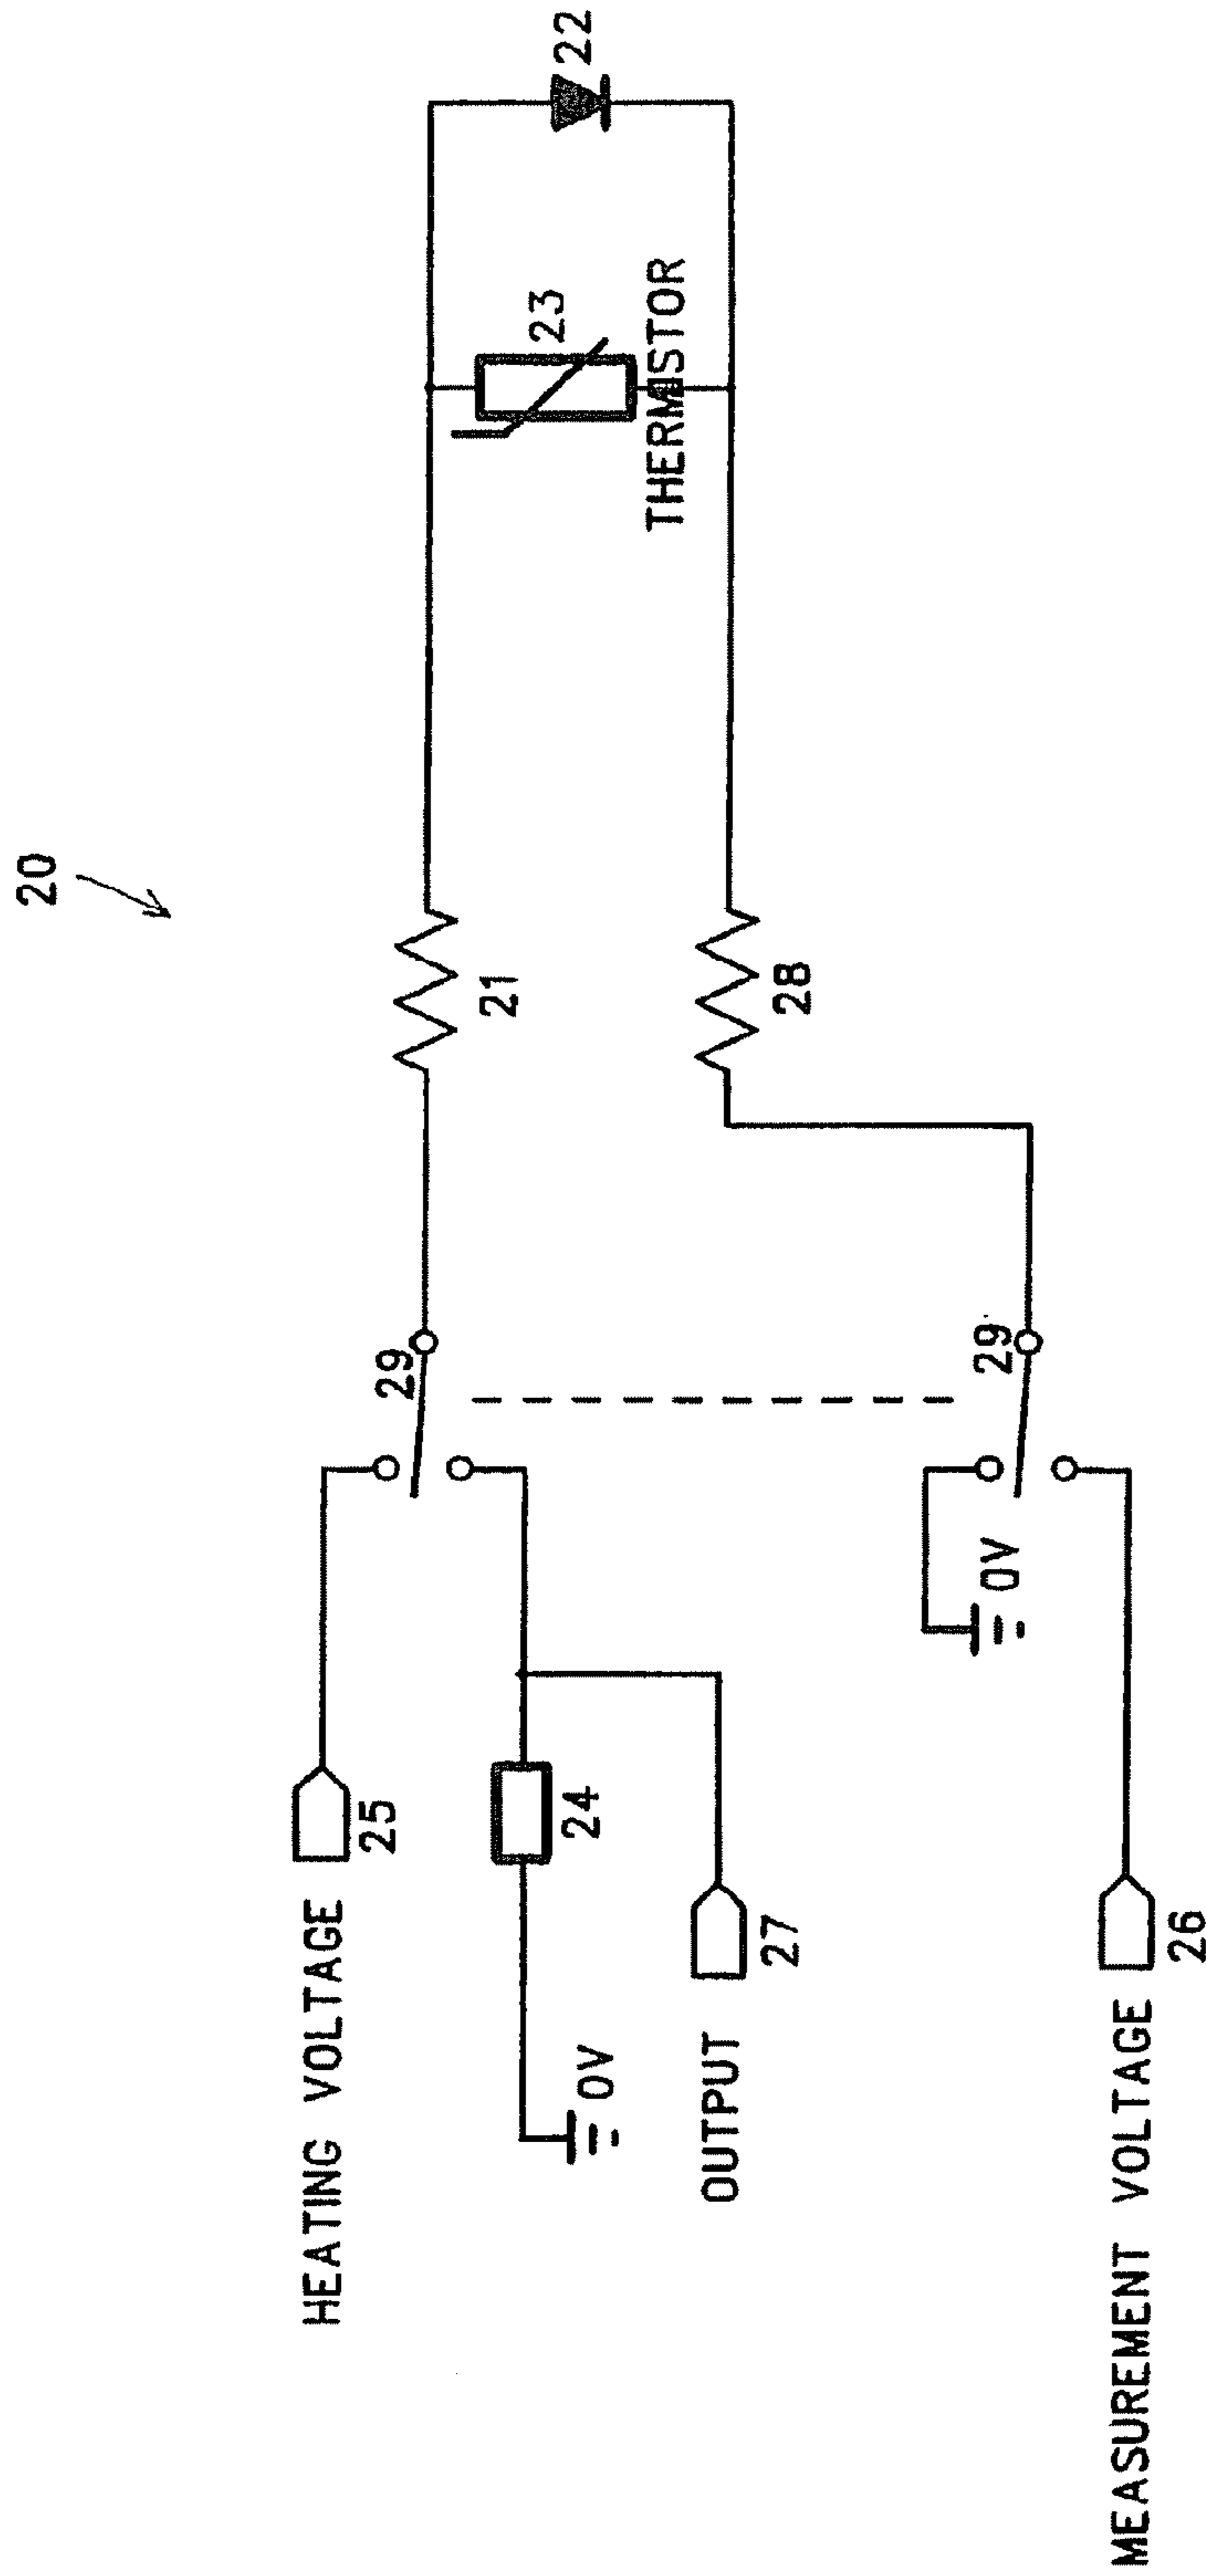 20
22
23
THERMISTOR
21
28
29
29
HEATING VOLTAGE
25
24
0V
0V
OUTPUT
27
MEASUREMENT VOLTAGE
26